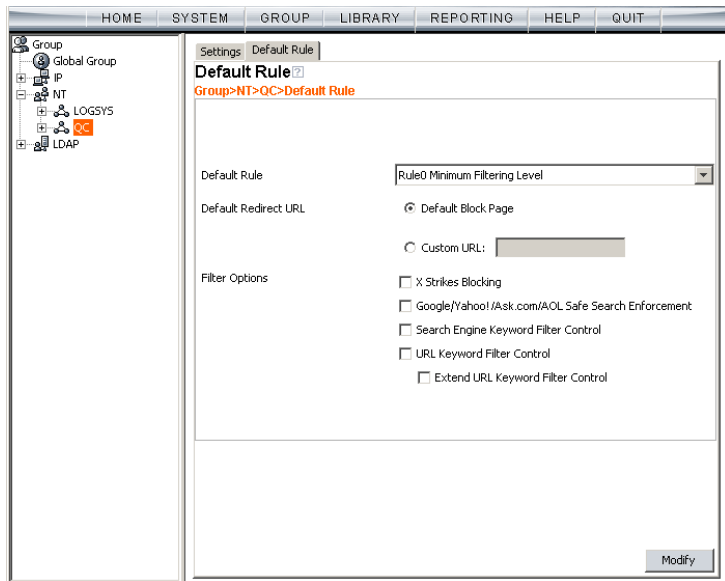 HOME SYSTEM GROUP LIBRARY REPORTING HELP QUIT
Group
Global Group
IP
NT
LOGSYS
QC
LDAP
Settings Default Rule
Default Rule ?
Group>NT>QC>Default Rule
Default Rule Rule0 Minimum Filtering Level
Default Redirect URL Default Block Page
Custom URL:
Filter Options X Strikes Blocking
Google/Yahoo!/Ask.com/AOL Safe Search Enforcement
Search Engine Keyword Filter Control
URL Keyword Filter Control
Extend URL Keyword Filter Control
Modify